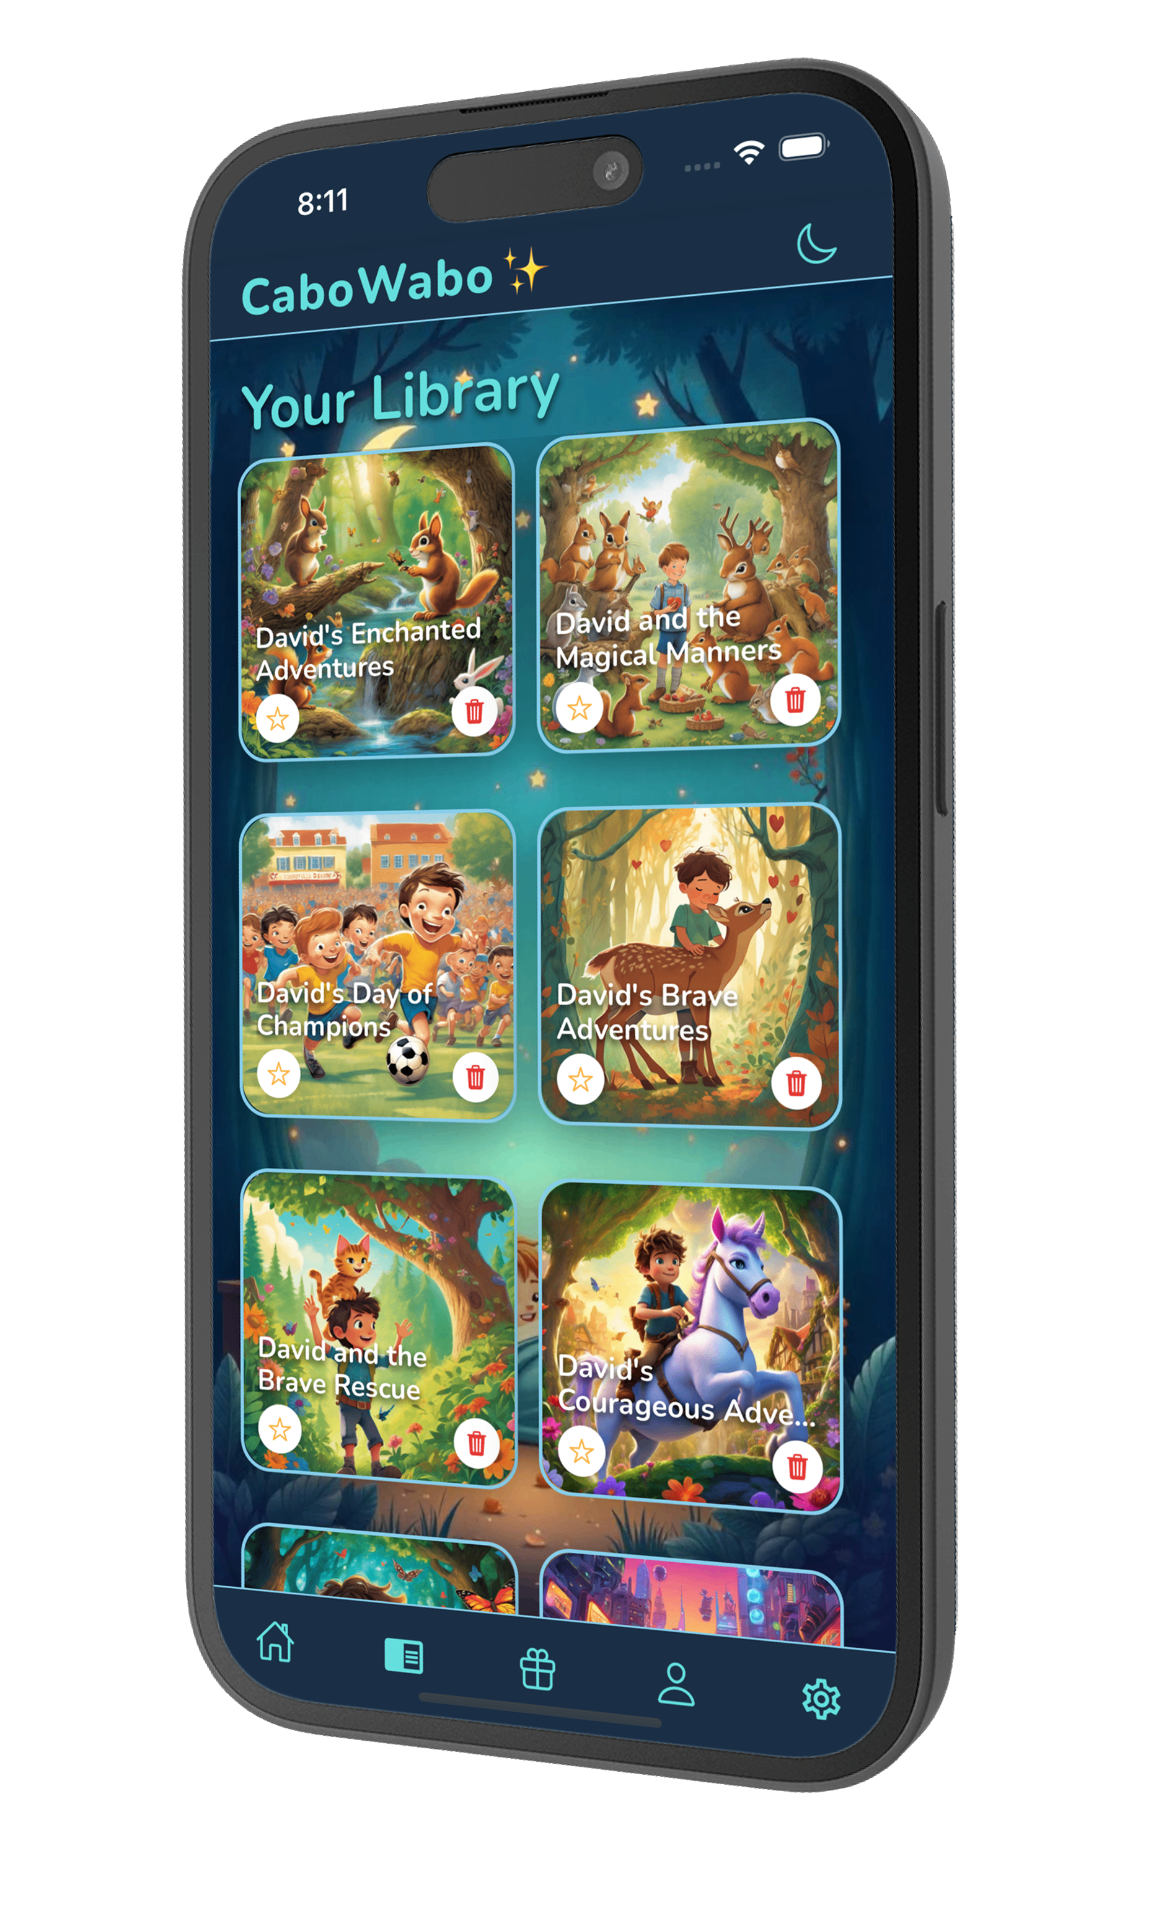 8:11
CaboWabo
Your Library
David's Enchanted
Adventures
David and the
Magical Manners
David's Day of
Champions
David's Brave
Adventures
David and the
Brave Rescue
David's
Courageous Adve...